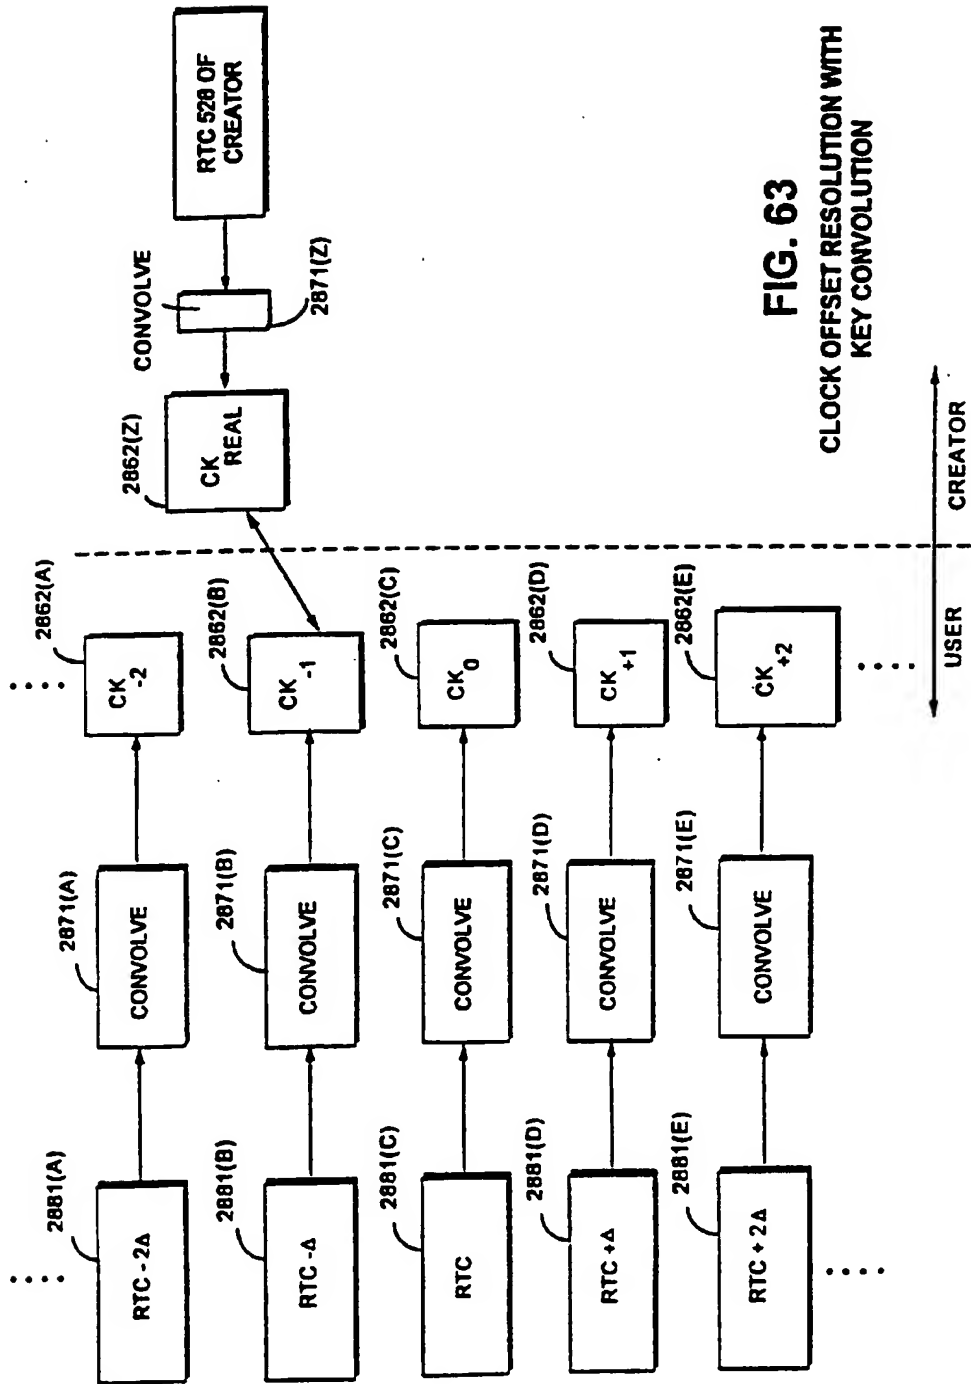 2881(A)
RTC - 2Δ
2871(A)
CONVOLVE
2862(A)
CK -2
2881(B)
RTC -Δ
2871(B)
CONVOLVE
2862(B)
CK -1
2881(C)
RTC
2871(C)
CONVOLVE
2862(C)
CK 0
2881(D)
RTC +Δ
2871(D)
CONVOLVE
2862(D)
CK +1
2881(E)
RTC + 2Δ
2871(E)
CONVOLVE
2862(E)
CK +2
2862(Z)
CK REAL
CONVOLVE
2871(Z)
RTC 528 OF
CREATOR
USER
CREATOR
FIG. 63
CLOCK OFFSET RESOLUTION WITH
KEY CONVOLUTION